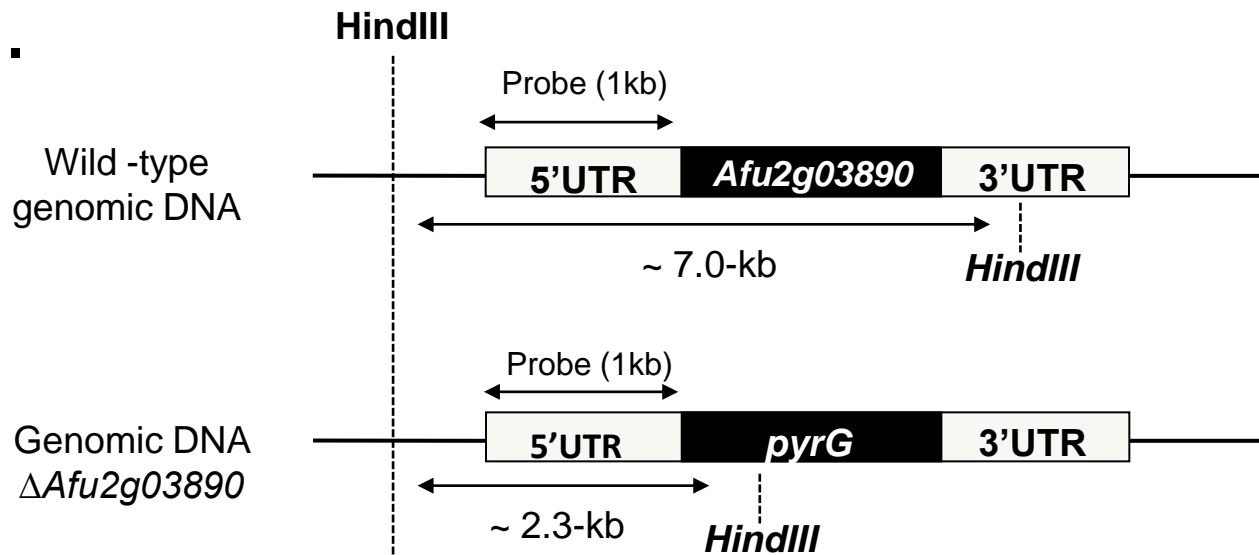 HindIII
Probe (1kb)
Wild -type
genomic DNA
5'UTR
Afu2g03890
3'UTR
~ 7.0-kb
HindIII
Probe (1kb)
Genomic DNA
ΔAfu2g03890
5'UTR
pyrG
3'UTR
~ 2.3-kb
HindIII